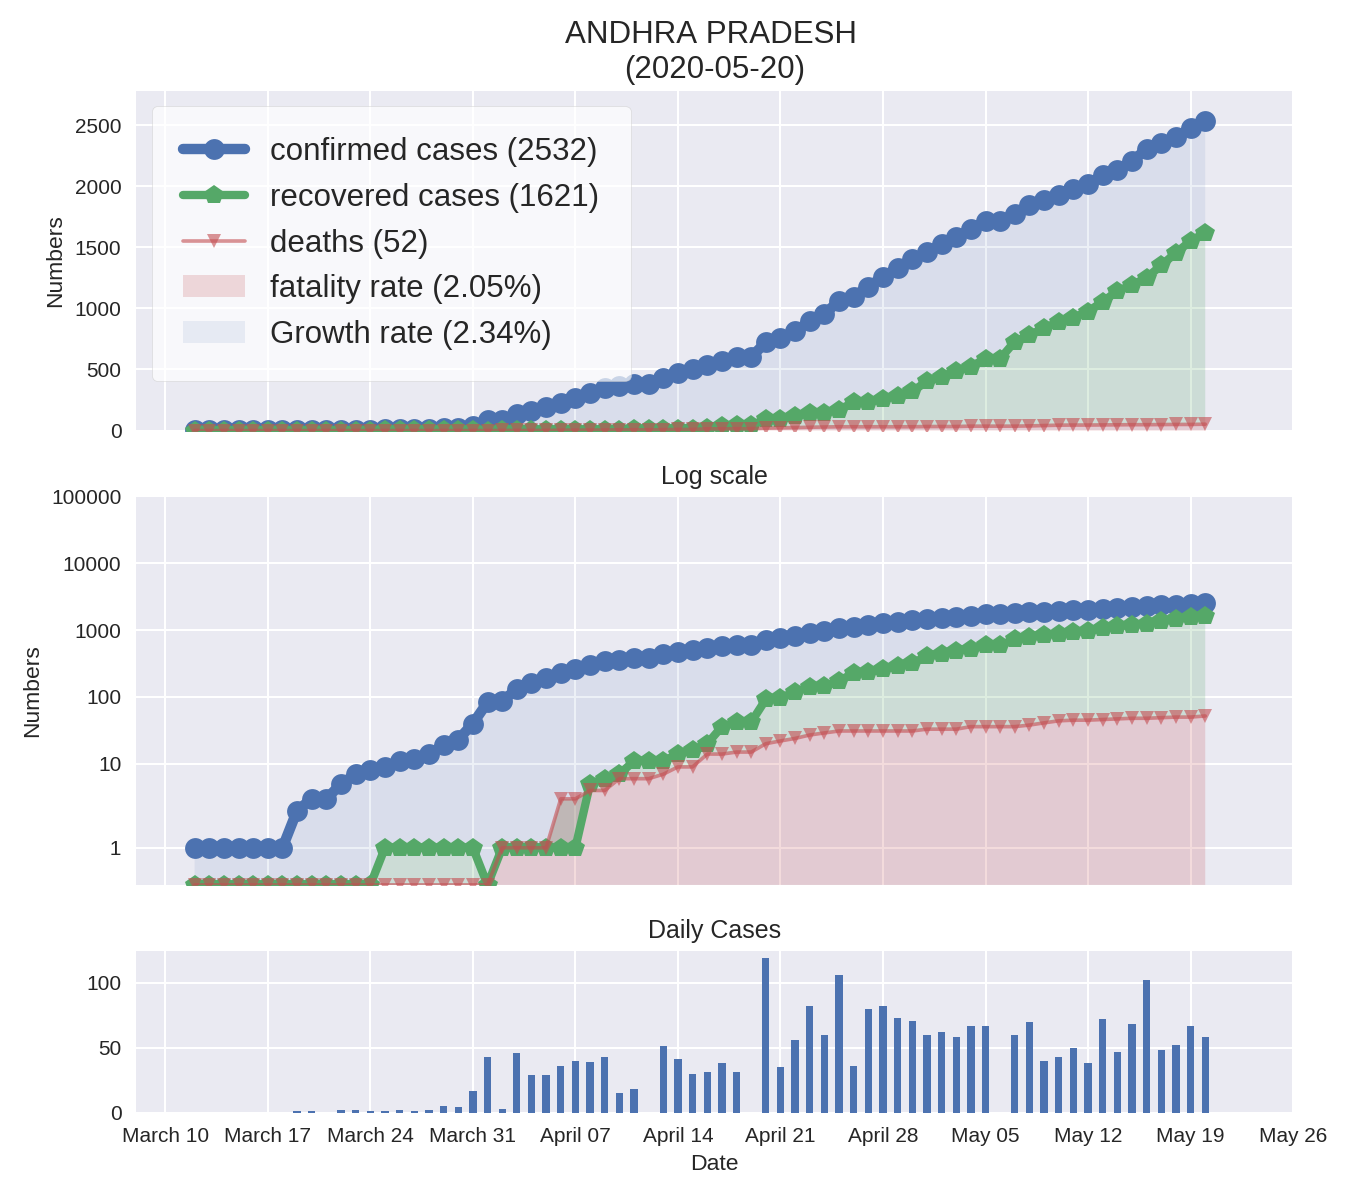 ANDHRA PRADESH
(2020-05-20)
2500
2000
1500
1000
500
0
Numbers
confirmed cases (2532)
recovered cases (1621)
deaths (52)
fatality rate (2.05%)
Growth rate (2.34%)
Log scale
100000
10000
1000
100
10
1
Numbers
Daily Cases
100
50
0
March 10 March 17 March 24 March 31 April 07 April 14 April 21 April 28 May 05 May 12 May 19 May 26
Date